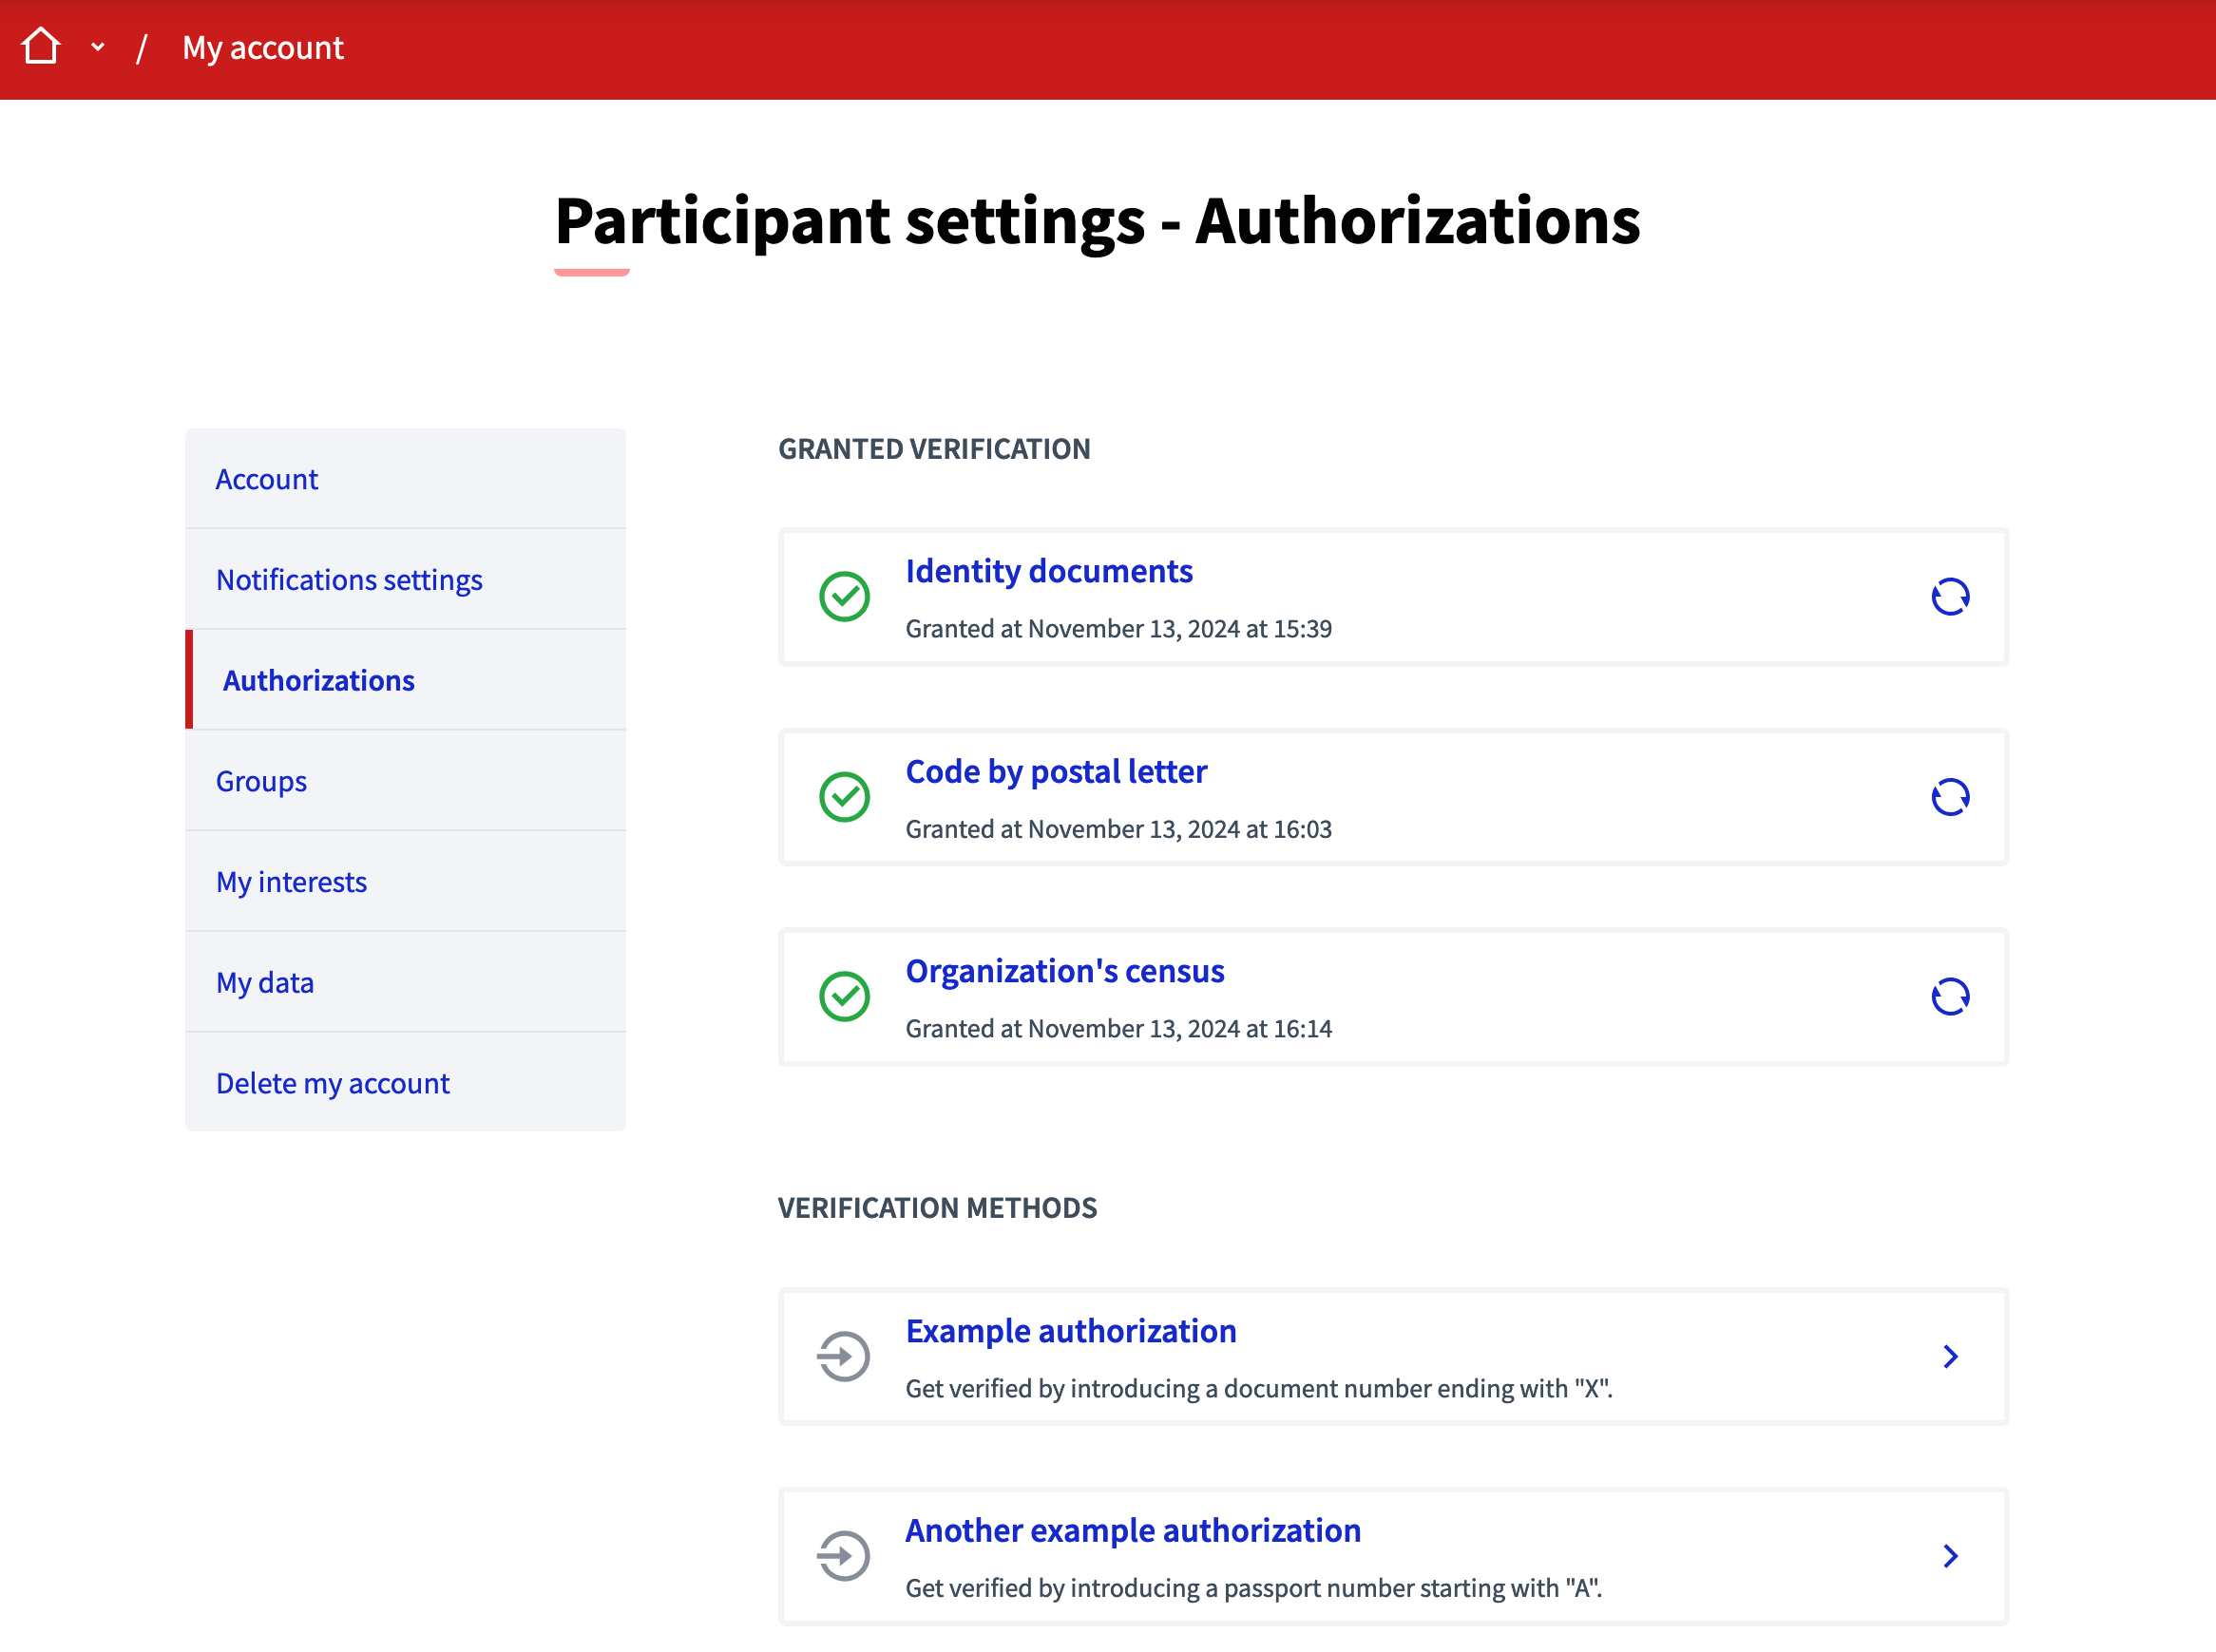 / My account
Participant settings - Authorizations
Account
Notifications settings
Authorizations
Groups
My interests
My data
Delete my account
GRANTED VERIFICATION
Identity documents
Granted at November 13, 2024 at 15:39
Code by postal letter
Granted at November 13, 2024 at 16:03
Organization's census
Granted at November 13, 2024 at 16:14
VERIFICATION METHODS
Example authorization
Get verified by introducing a document number ending with "X".
Another example authorization
Get verified by introducing a passport number starting with "A".